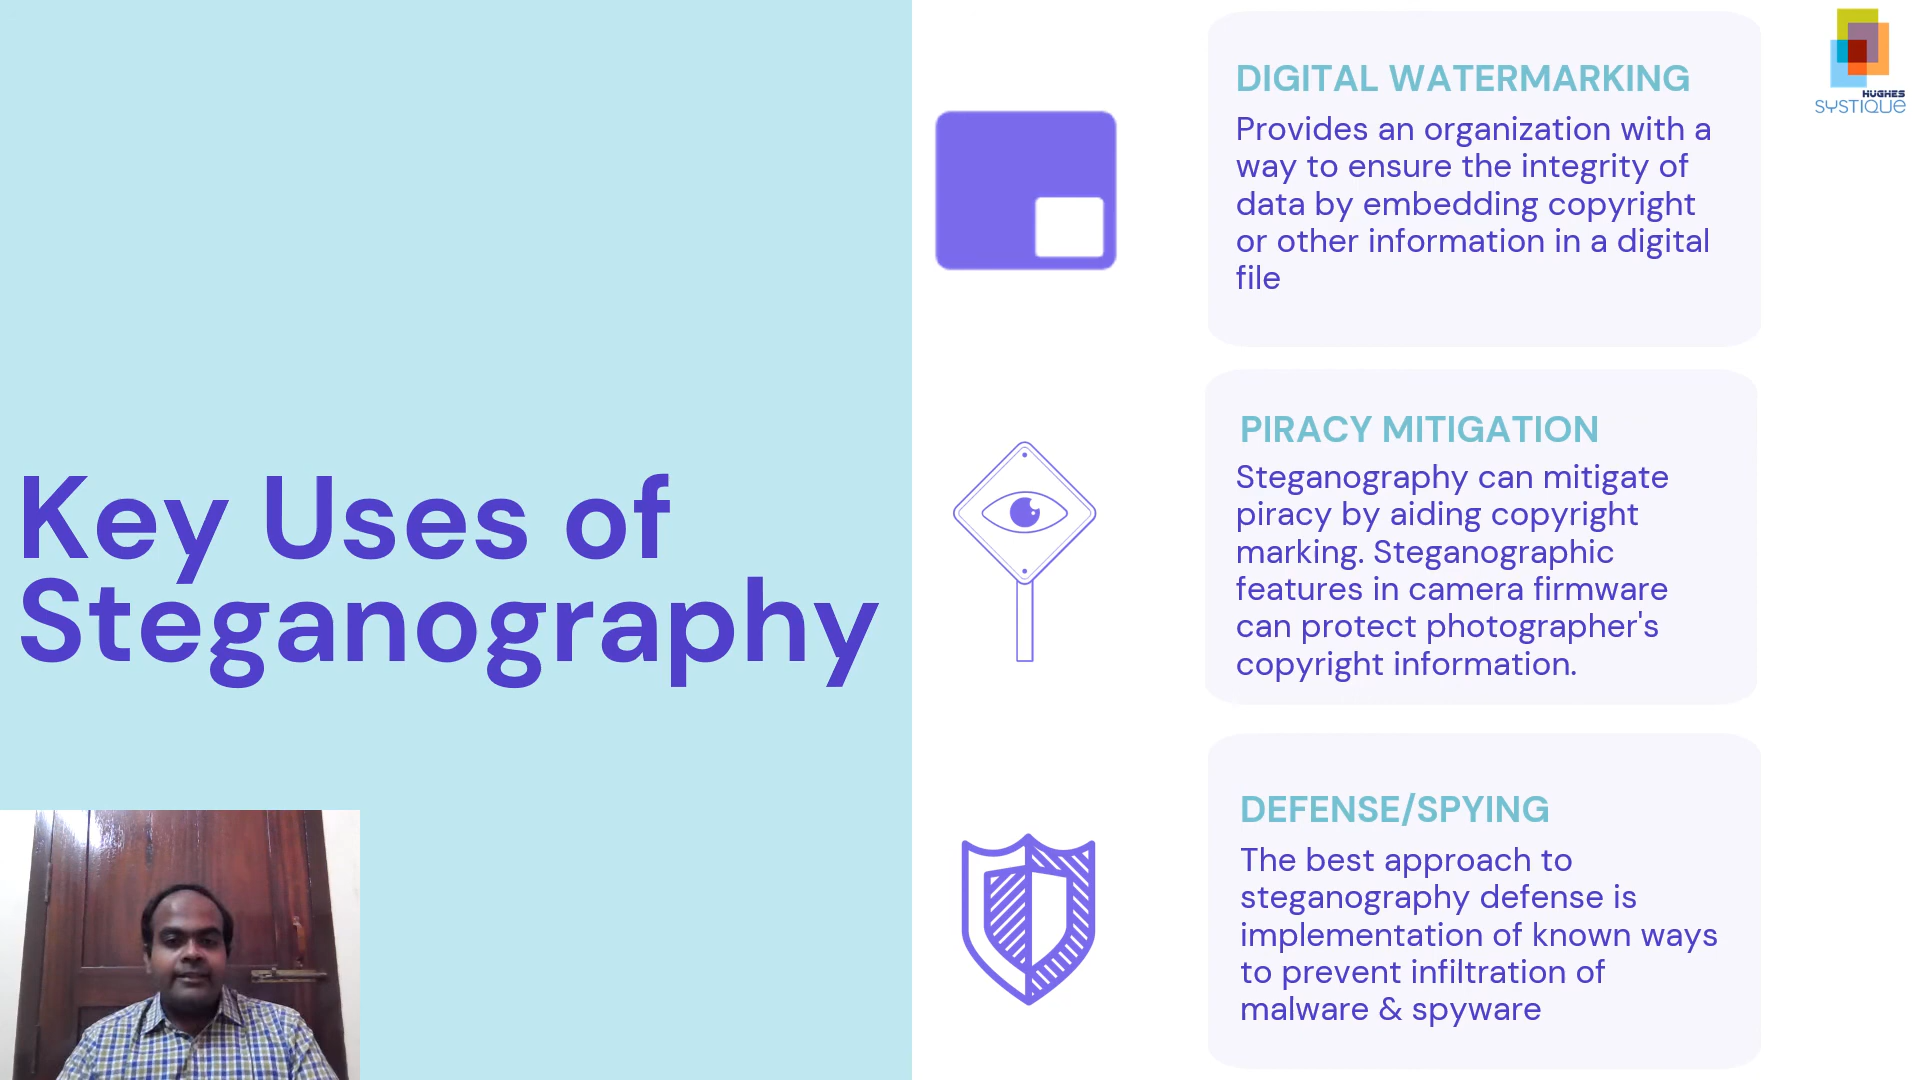 Key Uses of
Steganography
DIGITAL WATERMARKING
Provides an organization with a
way to ensure the integrity of
data by embedding copyright
or other information in a digital
file
PIRACY MITIGATION
Steganography can mitigate
piracy by aiding copyright
marking. Steganographic
features in camera firmware
can protect photographer's
copyright information.
DEFENSE/SPYING
The best approach to
steganography defense is
implementation of known ways
to prevent infiltration of
malware & spyware
HUGHES
SYSTIQUE